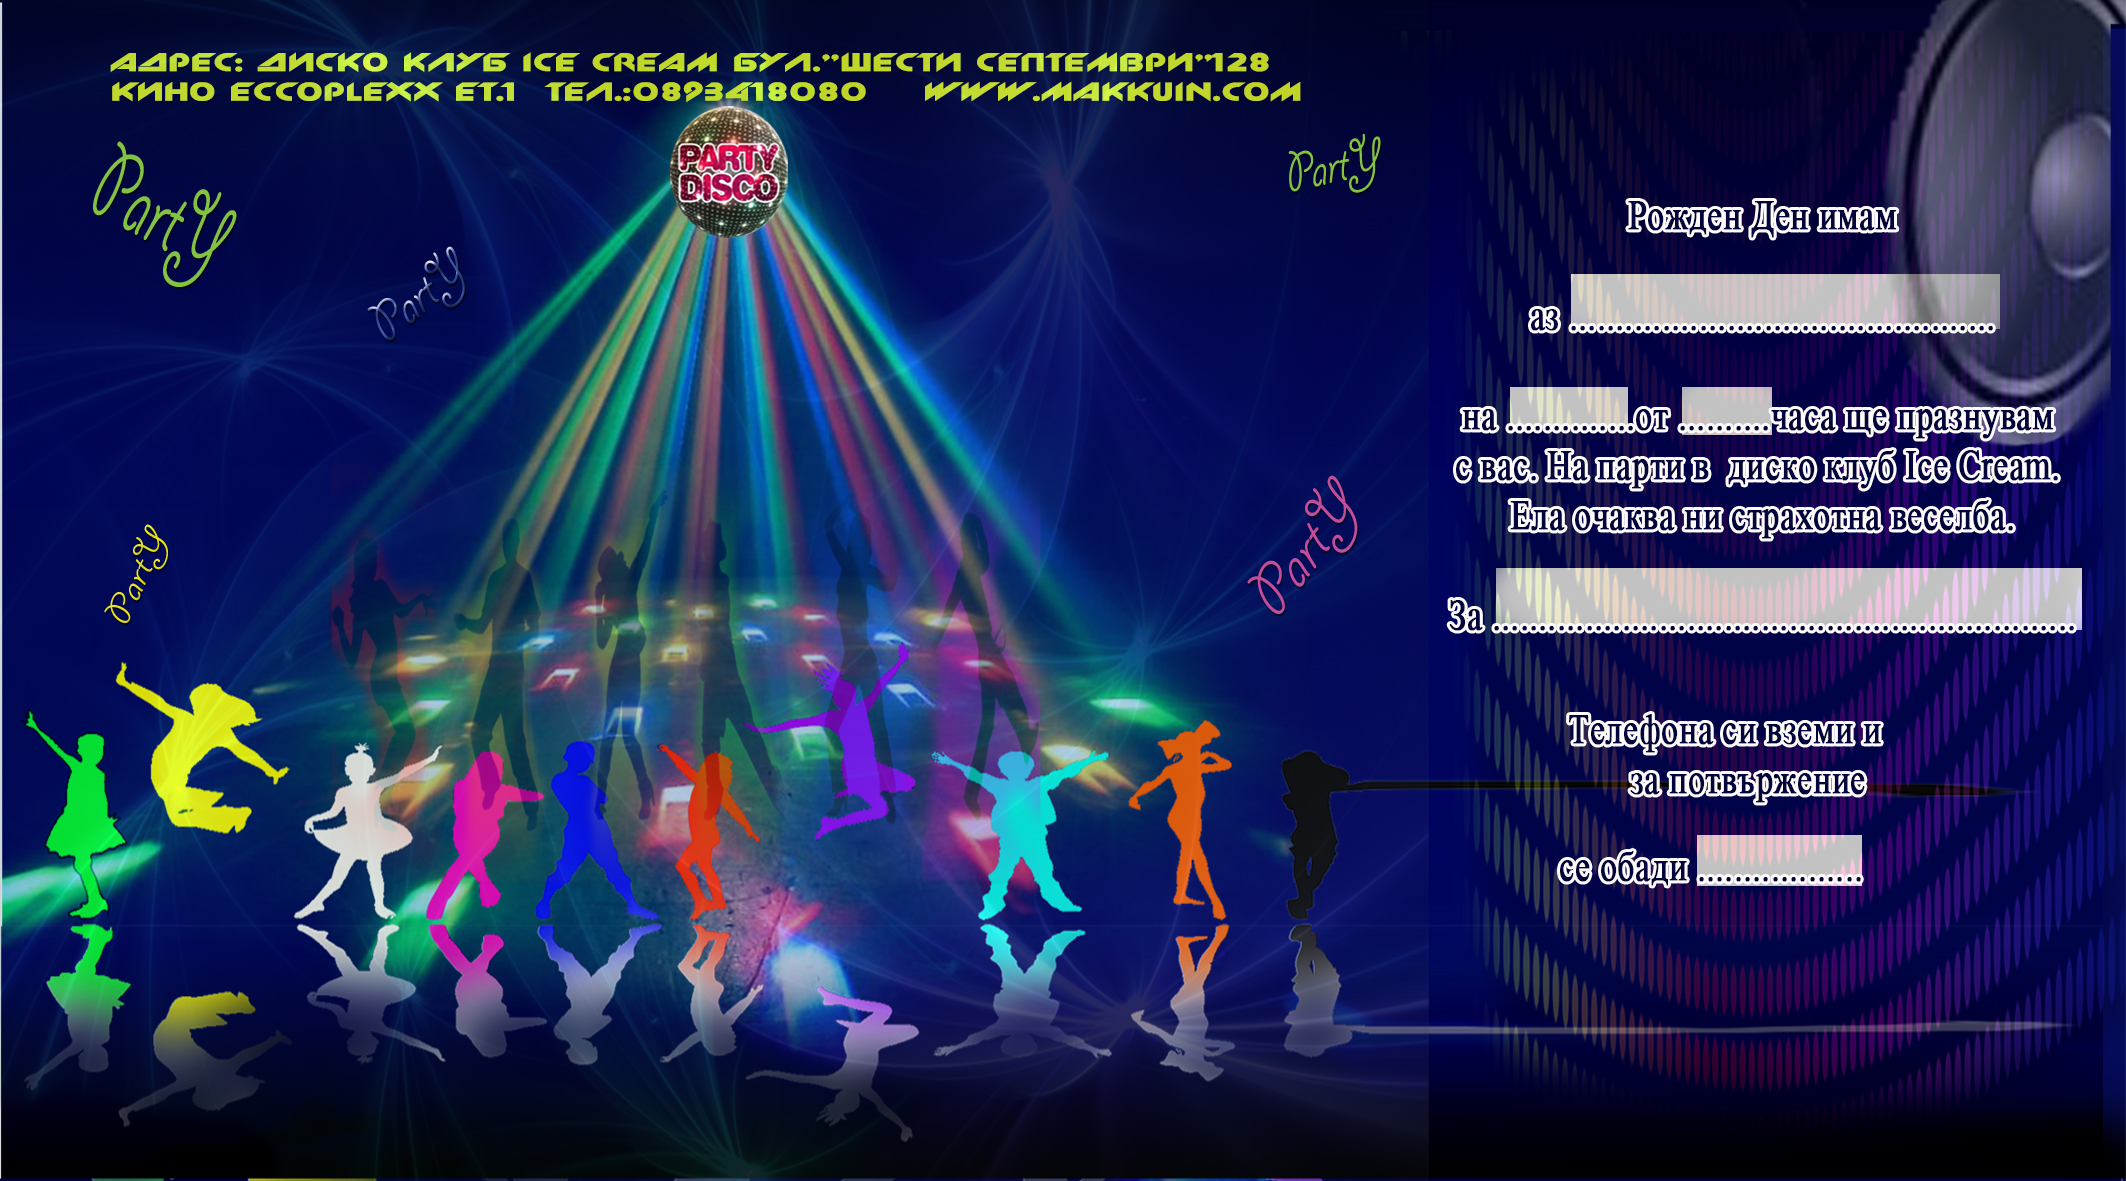 АДРЕС: ДИСКО КЛУБ ICE CREAM БУЛ."ШЕСТИ СЕПТЕМВРИ"128
КИНО ECCOPLEXX ЕТ.1 ТЕЛ.:0893418080 WWW.MAKKUIN.COM
PARTY
DISCO
Party
Party
Party
Party
Party
Рожден Ден имам
аз ...............................................
на ..............от ..........часа ще празнувам
с вас. На парти в диско клуб Ice Cream.
Ела очаква ни страхотна веселба.
За .................................................................
Телефона си вземи и
за потвържение
се обади ..................